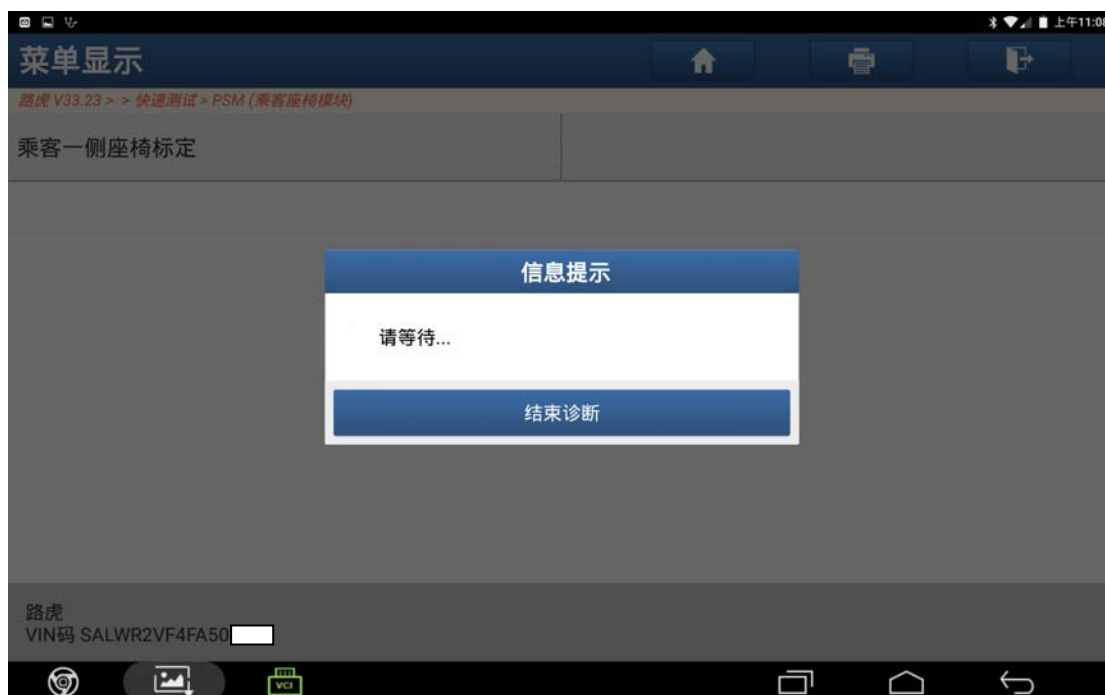 上午11:08
菜单显示
路虎 V33.23 > > 快速测试 > PSM (乘客座椅模块)
乘客一侧座椅标定
信息提示
请等待...
结束诊断
路虎
VIN码 SALWR2VF4FA50
VCI